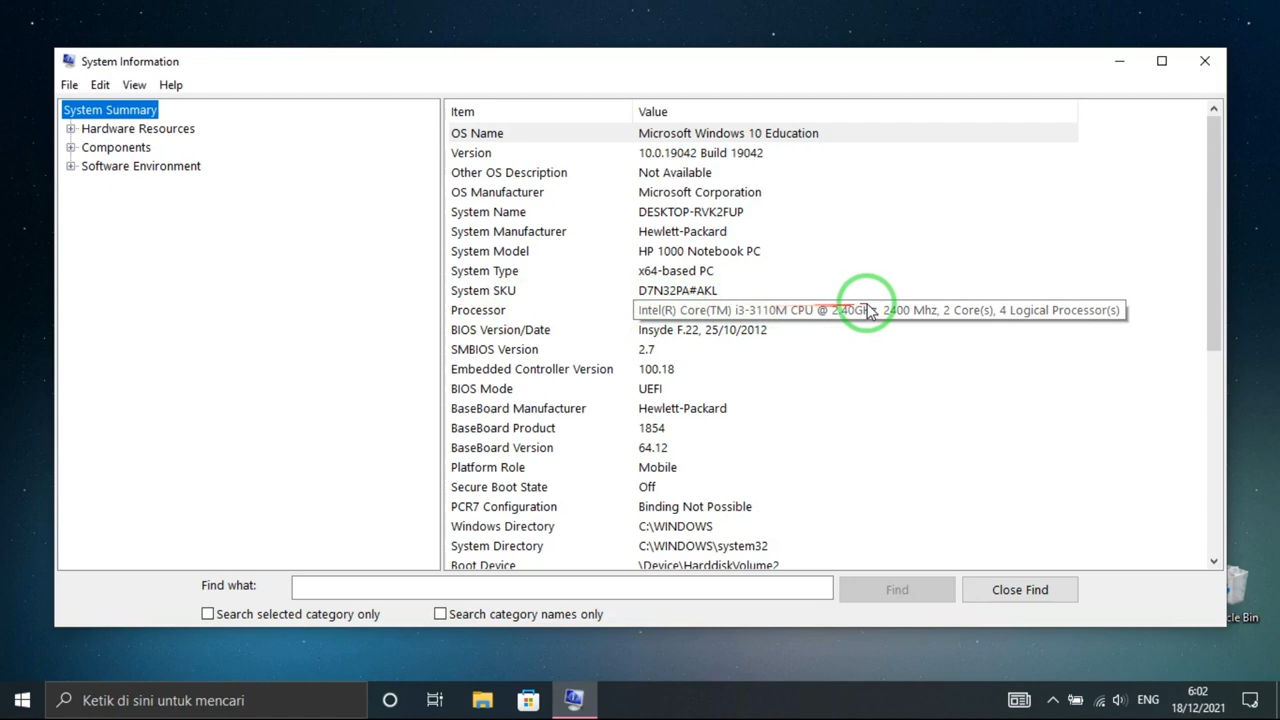 System Information
File Edit View Help
System Summary
Hardware Resources
Components
Software Environment
Item Value
OS Name Microsoft Windows 10 Education
Version 10.0.19042 Build 19042
Other OS Description Not Available
OS Manufacturer Microsoft Corporation
System Name DESKTOP-RVK2FUP
System Manufacturer Hewlett-Packard
System Model HP 1000 Notebook PC
System Type x64-based PC
System SKU D7N32PA#AKL
Processor Intel(R) Core(TM) i3-3110M CPU @ 2.40GHz, 2400 Mhz, 2 Core(s), 4 Logical Processor(s)
BIOS Version/Date Insyde F.22, 25/10/2012
SMBIOS Version 2.7
Embedded Controller Version 100.18
BIOS Mode UEFI
BaseBoard Manufacturer Hewlett-Packard
BaseBoard Product 1854
BaseBoard Version 64.12
Platform Role Mobile
Secure Boot State Off
PCR7 Configuration Binding Not Possible
Windows Directory C:\WINDOWS
System Directory C:\WINDOWS\system32
Boot Device \Device\HarddiskVolume2
Find what: Find Close Find
Search selected category only Search category names only
cle Bin
Ketik di sini untuk mencari
ENG
6:02
18/12/2021